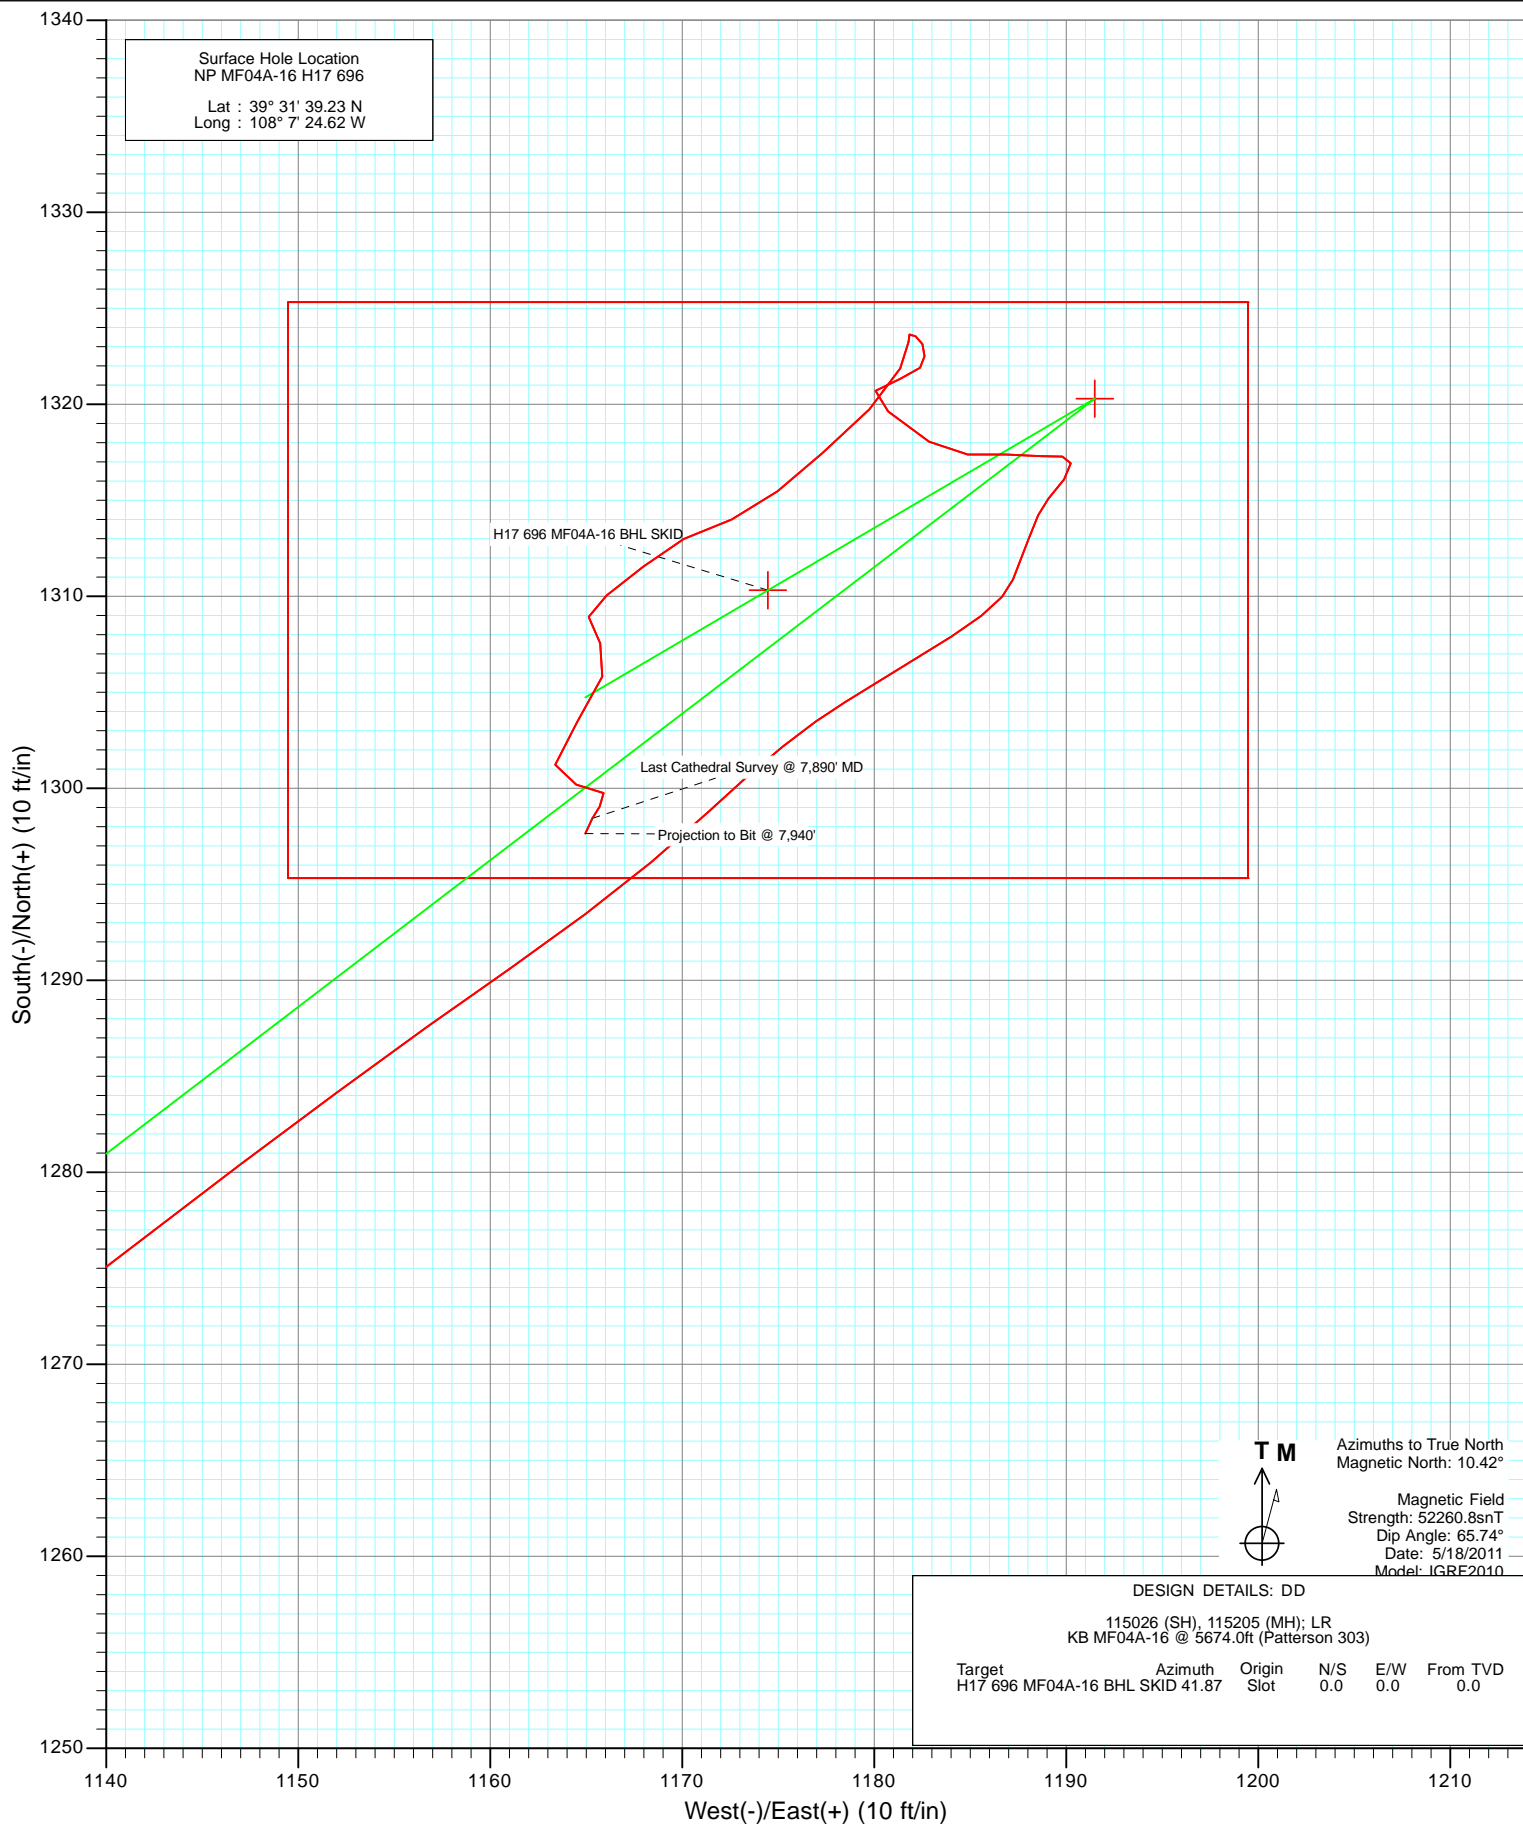 1340
Surface Hole Location
NP MF04A-16 H17 696
Lat : 39° 31' 39.23 N
Long : 108° 7' 24.62 W
1330
1320
H17 696 MF04A-16 BHL SKID
1310
Last Cathedral Survey @ 7,890' MD
1300
Projection to Bit @ 7,940'
South(-)/North(+) (10 ft/in)
1290
1280
1270
T M
Azimuths to True North
Magnetic North: 10.42°
Magnetic Field
Strength: 52260.8snT
Dip Angle: 65.74°
Date: 5/18/2011
Model: IGRF2010
1260
DESIGN DETAILS: DD
115026 (SH), 115205 (MH); LR
KB MF04A-16 @ 5674.0ft (Patterson 303)
Target Azimuth Origin N/S E/W From TVD
H17 696 MF04A-16 BHL SKID 41.87 Slot 0.0 0.0 0.0
1250
1140 1150 1160 1170 1180 1190 1200 1210
West(-)/East(+) (10 ft/in)